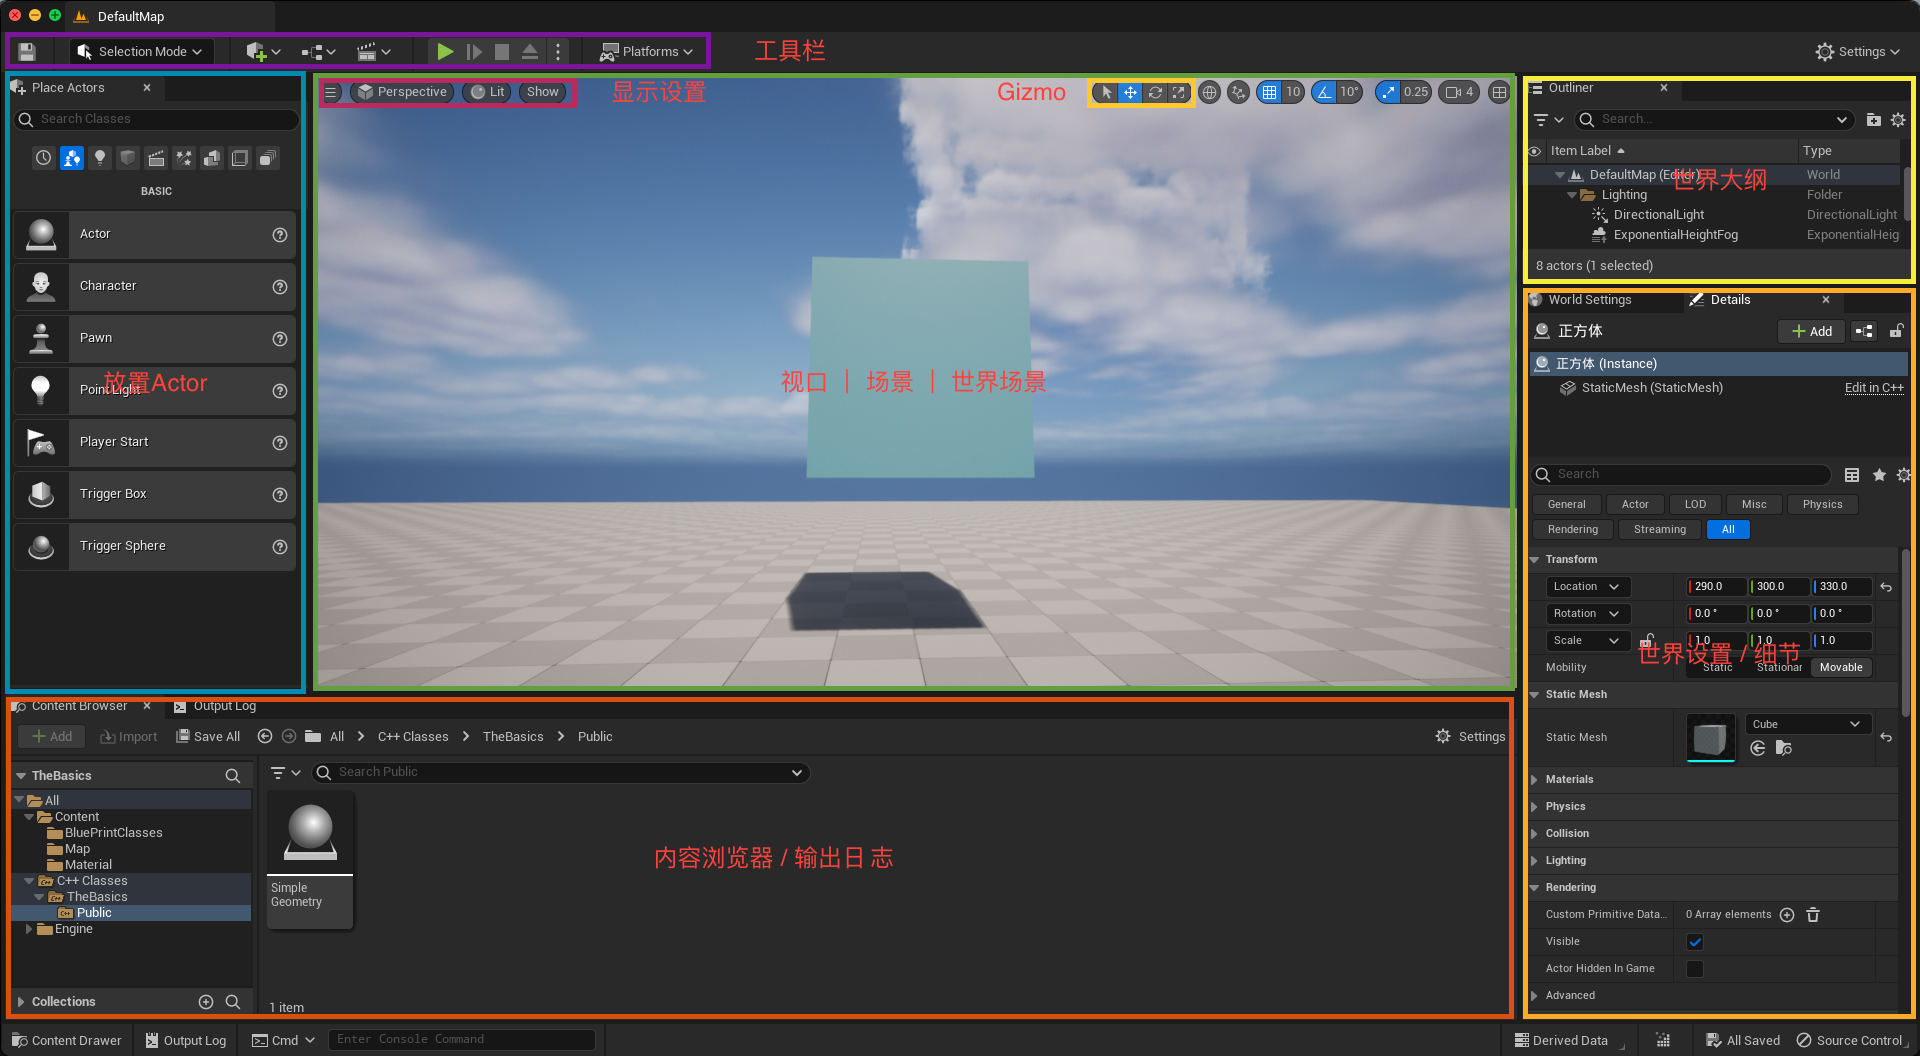 DefaultMap
Selection Mode
Platforms
工具栏
Settings
Place Actors
Search Classes
BASIC
Actor
Character
Pawn
Point Light
放置Actor
Player Start
Trigger Box
Trigger Sphere
Perspective
Lit
Show
显示设置
Gizmo
10
10°
0.25
4
视口 | 场景 | 世界场景
Outliner
Search...
Item Label
Type
DefaultMap (Editor)
World
世界大纲
Lighting
Folder
DirectionalLight
DirectionalLight
ExponentialHeightFog
ExponentialHeig
8 actors (1 selected)
World Settings
Details
正方体
Add
正方体 (Instance)
StaticMesh (StaticMesh)
Edit in C++
Search
General
Actor
LOD
Misc
Physics
Rendering
Streaming
All
Transform
Location
290.0
300.0
330.0
Rotation
0.0 °
0.0 °
0.0 °
Scale
1.0
1.0
1.0
世界设置 / 细节
Mobility
Static
Stationar
Movable
Static Mesh
Static Mesh
Cube
Materials
Physics
Collision
Lighting
Rendering
Custom Primitive Data...
0 Array elements
Visible
Actor Hidden In Game
Advanced
Content Browser
Output Log
Add
Import
Save All
All
C++ Classes
TheBasics
Public
Settings
TheBasics
Search Public
All
Content
BluePrintClasses
Map
Material
C++ Classes
TheBasics
Public
Engine
Simple
Geometry
内容浏览器 / 输出日 志
Collections
1 item
Content Drawer
Output Log
Cmd
Enter Console Command
Derived Data
All Saved
Source Control